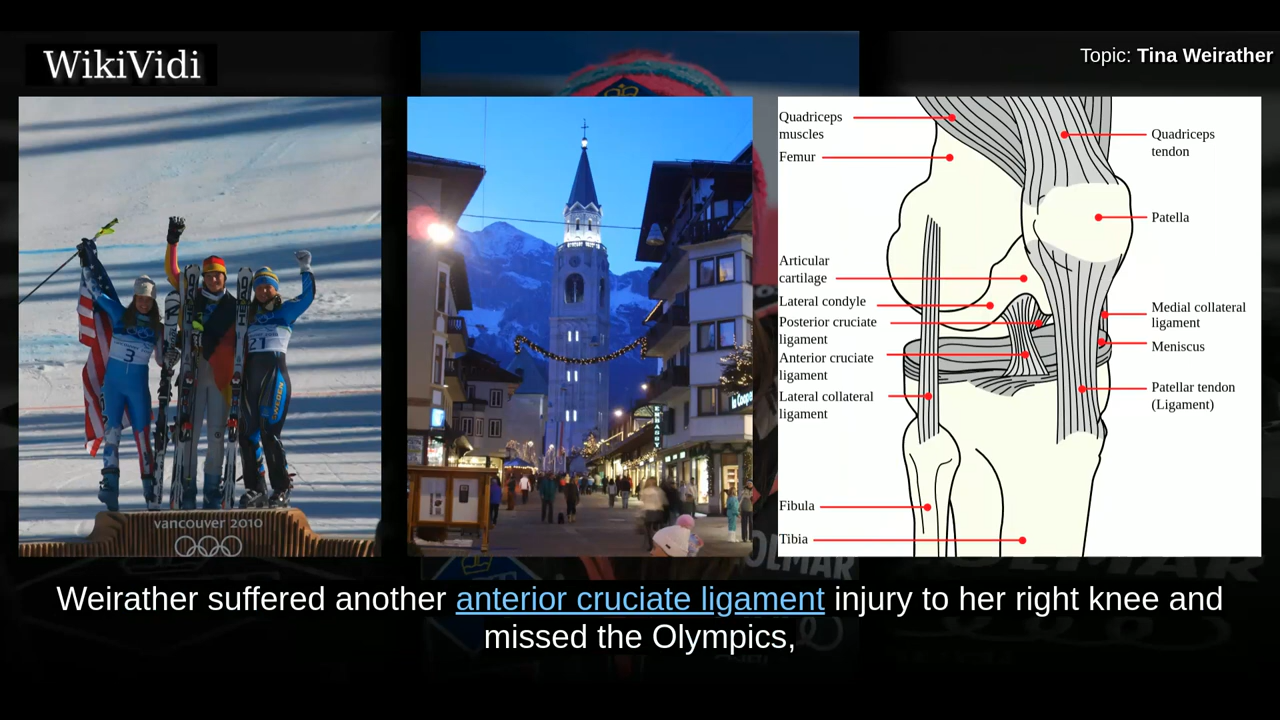 WikiVidi
Topic: Tina Weirather
vancouver 2010
3
21
SWEDEN
Quadriceps
muscles
Femur
Articular
cartilage
Lateral condyle
Posterior cruciate
ligament
Anterior cruciate
ligament
Lateral collateral
ligament
Fibula
Tibia
Quadriceps
tendon
Patella
Medial collateral
ligament
Meniscus
Patellar tendon
(Ligament)
Weirather suffered another anterior cruciate ligament injury to her right knee and
missed the Olympics,